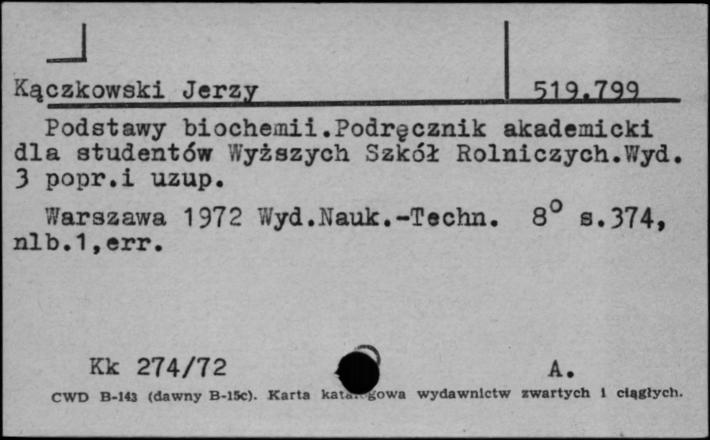 Kączkowski Jerzy 519.799
Podstawy biochemii.Podręcznik akademicki
dla studentów Wyższych Szkół Rolniczych.Wyd.
3 popr.i uzup.
Warszawa 1972 Wyd.Nauk.-Techn. 8° s.374,
nlb.1,err.
Kk 274/72 A.
CWD B-143 (dawny B-15c). Karta katalogowa wydawnictw zwartych i ciągłych.